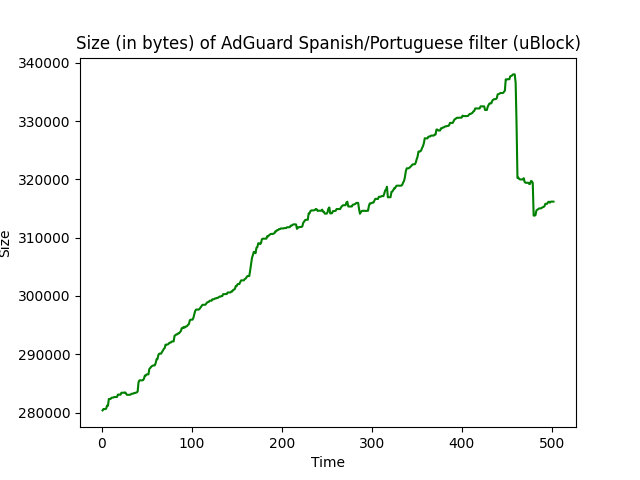 Size (in bytes) of AdGuard Spanish/Portuguese filter (uBlock)
340000
330000
320000
310000
300000
290000
280000
Size
0 100 200 300 400 500
Time